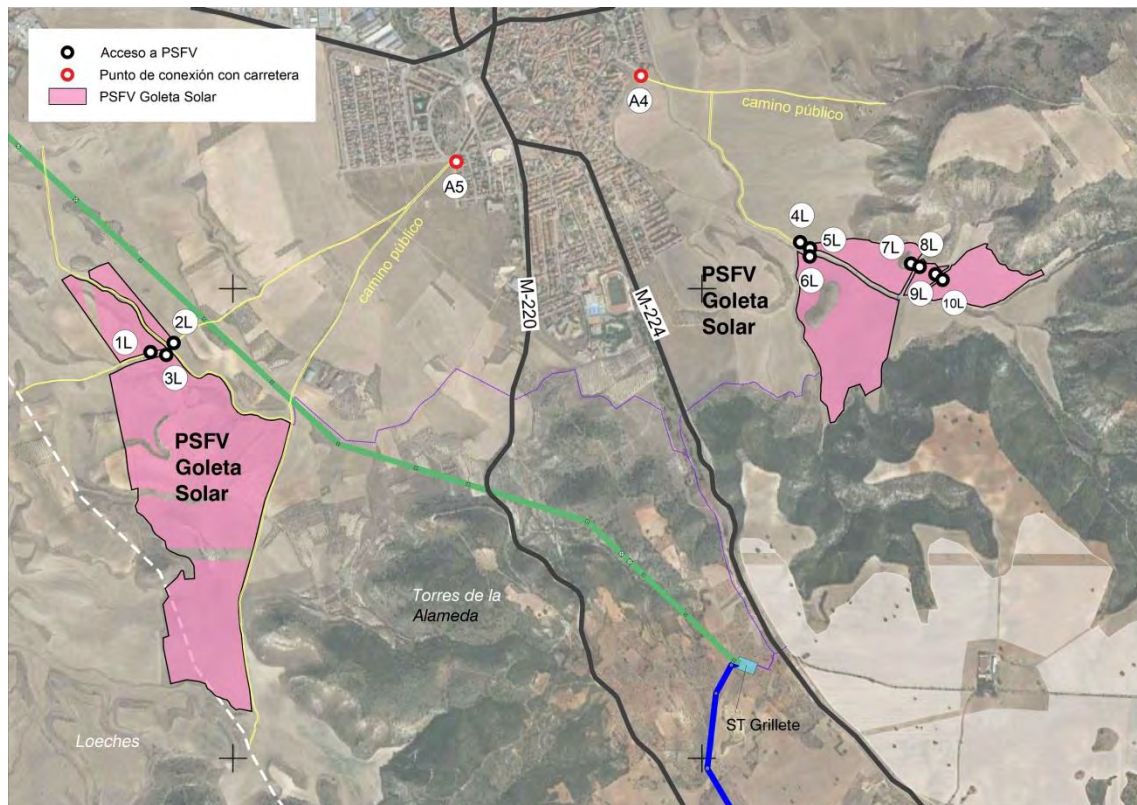 Acceso a PSFV
Punto de conexión con carretera
PSFV Goleta Solar
A4
camino público
A5
camino público
4L
5L
6L
7L
8L
9L
10L
PSFV
Goleta
Solar
M-220
M-224
1L
2L
3L
PSFV
Goleta
Solar
Torres de la
Alameda
ST Grillete
Loeches